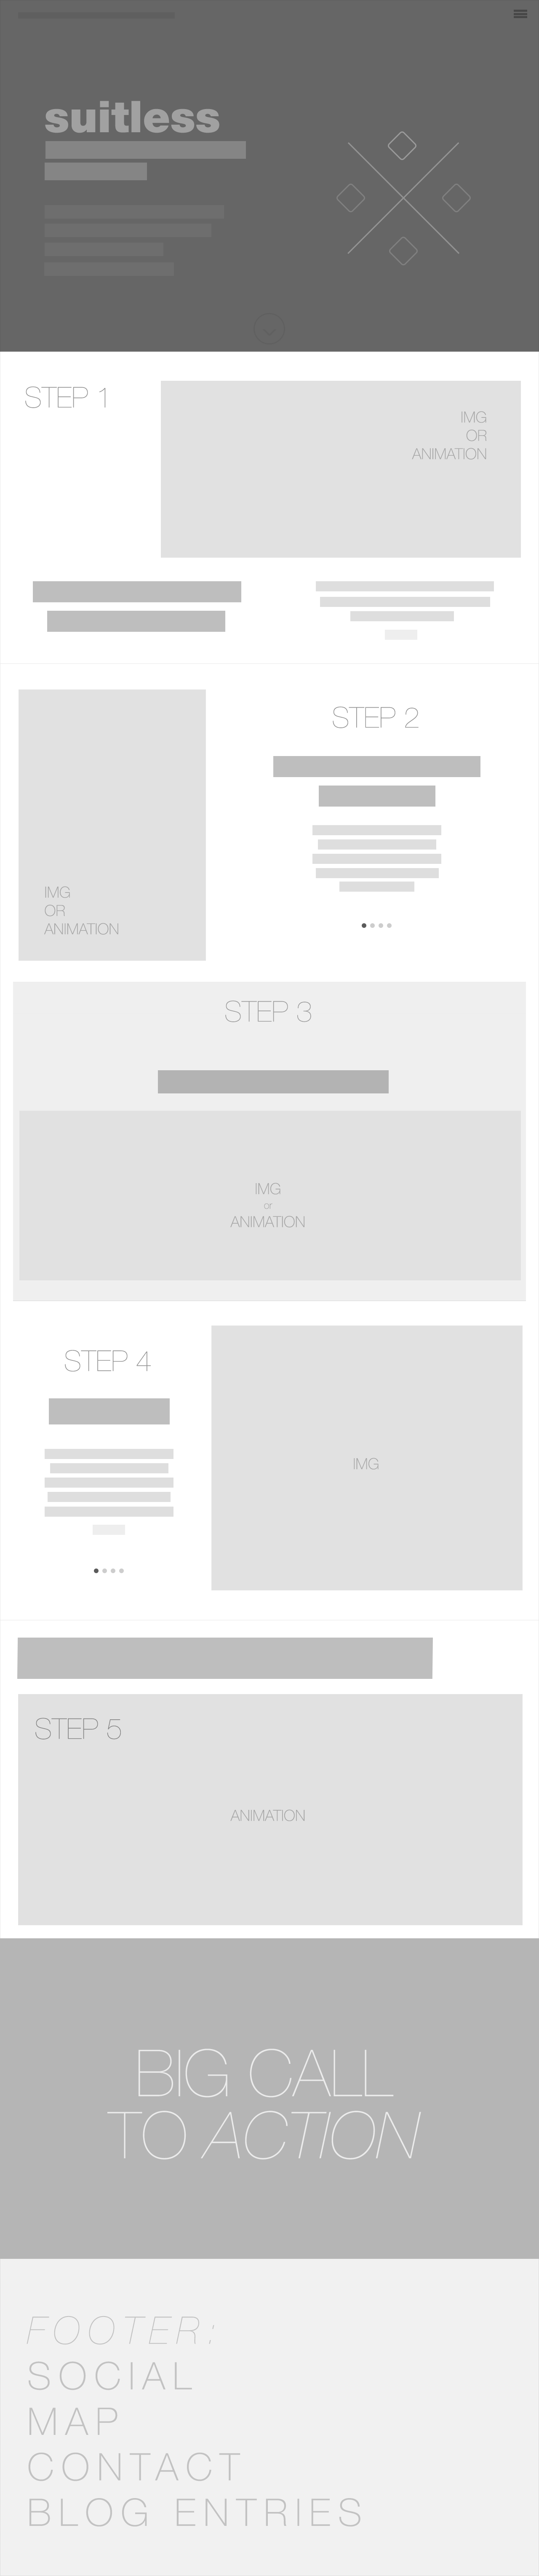 suitless
STEP 1
IMG
OR
ANIMATION
STEP 2
IMG
OR
ANIMATION
STEP 3
IMG
or
ANIMATION
STEP 4
IMG
STEP 5
ANIMATION
BIG CALL
TO ACTION
FOOTER:
SOCIAL
MAP
CONTACT
BLOG ENTRIES